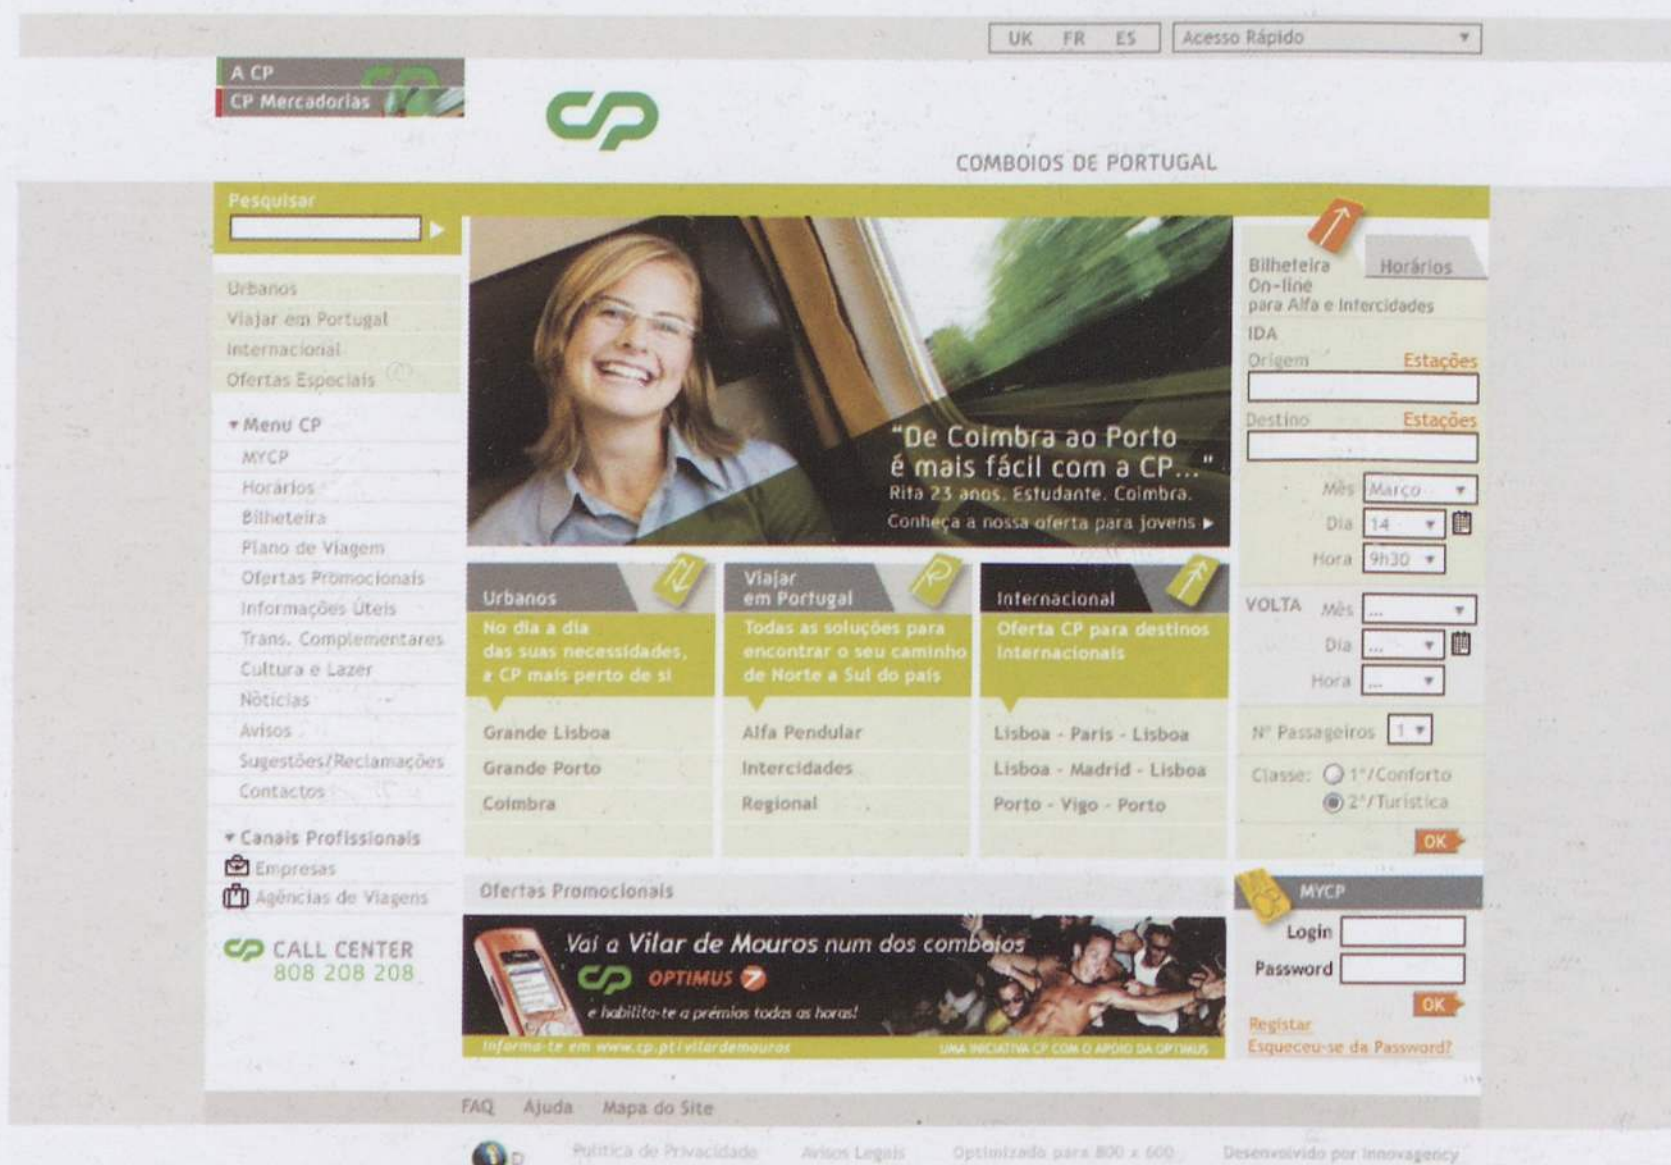 UK FR ES Acesso Rápido
A CP
CP Mercadorias
CP
COMBOIOS DE PORTUGAL
Pesquisar
Urbanos
Viajar em Portugal
Internacional
Ofertas Especiais
Menu CP
MYCP
Horários
Bilheteira
Plano de Viagem
Ofertas Promocionais
Informações Úteis
Trans. Complementares
Cultura e Lazer
Notícias
Avisos
Sugestões/Reclamações
Contactos
Canais Profissionais
Empresas
Agências de Viagens
CP CALL CENTER
808 208 208
"De Coimbra ao Porto
é mais fácil com a CP..."
Rita 23 anos. Estudante. Coimbra.
Conheça a nossa oferta para jovens
Urbanos
No dia a dia
das suas necessidades,
a CP mais perto de si
Grande Lisboa
Grande Porto
Coimbra
Viajar
em Portugal
Todas as soluções para
encontrar o seu caminho
de Norte a Sul do país
Alfa Pendular
Intercidades
Regional
Internacional
Oferta CP para destinos
Internacionais
Lisboa - Paris - Lisboa
Lisboa - Madrid - Lisboa
Porto - Vigo - Porto
Ofertas Promocionais
Vai a Vilar de Mouros num dos comboios
CP OPTIMUS
e habilita-te a prémios todas as horas!
Informa-te em www.cp.pt/vilardemouros
UMA INICIATIVA CP COM O APOIO DA OPTIMUS
Bilheteira
On-line
para Alfa e Intercidades
Horários
IDA
Origem Estações
Destino Estações
Mês Março
Dia 14
Hora 9h30
VOLTA Mês ...
Dia ...
Hora ...
Nº Passageiros 1
Classe: 1ª/Conforto
2ª/Turística
OK
MYCP
Login
Password
OK
Registar
Esqueceu-se da Password?
FAQ Ajuda Mapa do Site
D Política de Privacidade Avisos Legais Optimizado para 800 x 600 Desenvolvido por Innovagency